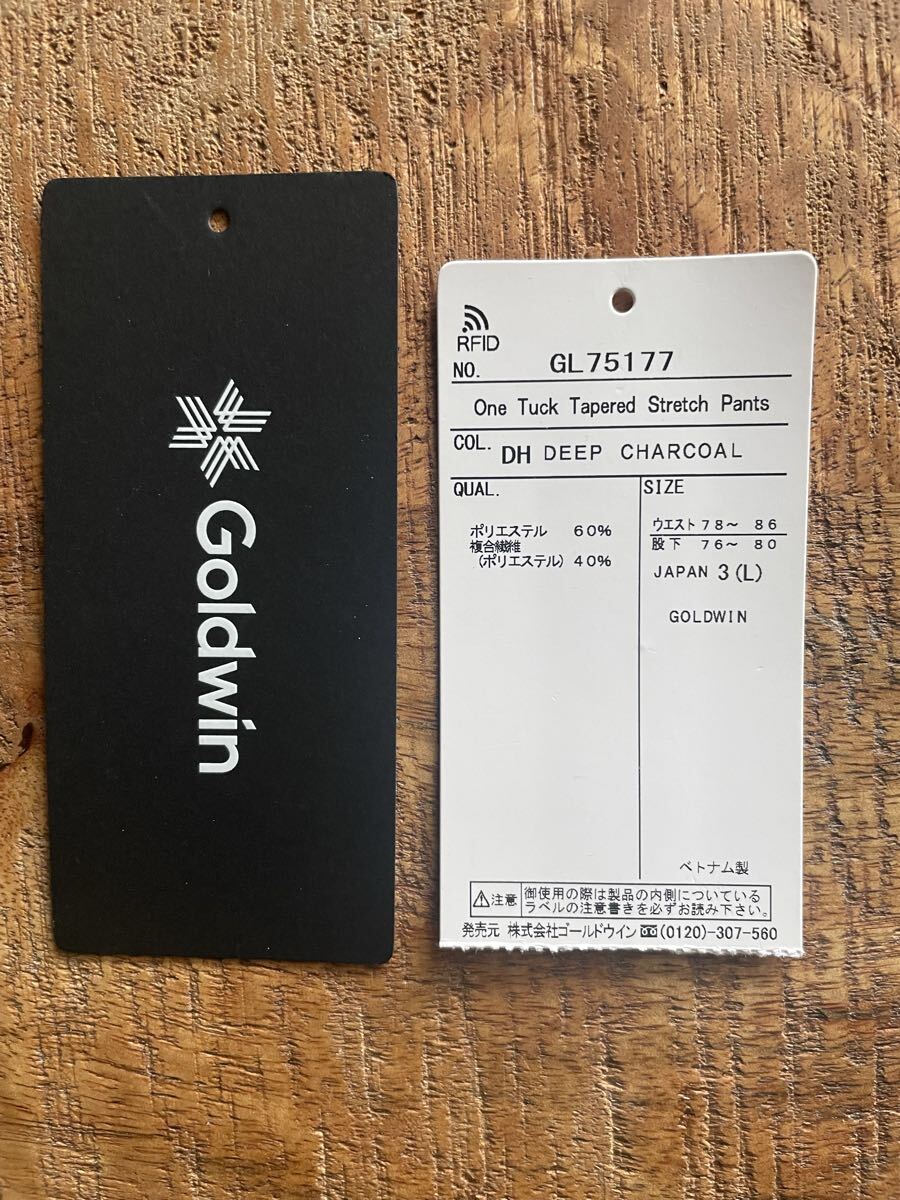 Goldwin
RFID
NO. GL75177
One Tuck Tapered Stretch Pants
COL. DH DEEP CHARCOAL
QUAL.
ポリエステル 60%
複合繊維
(ポリエステル) 40%
SIZE
ウエスト 78～ 86
股下 76～ 80
JAPAN 3(L)
GOLDWIN
ベトナム製
注意 御使用の際は製品の内側についている
ラベルの注意書きを必ずお読み下さい。
発売元 株式会社ゴールドウイン (0120)-307-560